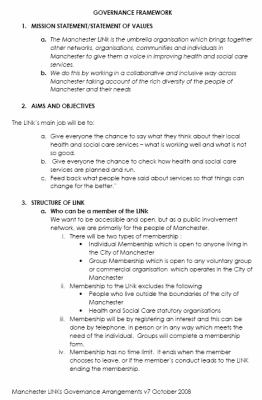 GOVERNANCE FRAMEWORK
1. MISSION STATEMENT/STATEMENT OF VALUES
a. The Manchester LINk is the umbrella organisation which brings together
other networks, organisations, communities and individuals in
Manchester to give them a voice in improving health and social care
services.
b. We do this by working in a collaborative and inclusive way across
Manchester taking account of the rich diversity of the people of
Manchester and their needs
2. AIMS AND OBJECTIVES
The LINk's main job will be to:
a. Give everyone the chance to say what they think about their local
health and social care services – what is working well and what is not
so good.
b. Give everyone the chance to check how health and social care
services are planned and run.
c. Feed back what people have said about services so that things can
change for the better."
3. STRUCTURE OF LINK
a. Who can be a member of the LINk
We want to be accessible and open, but as a public involvement
network, we are primarily for the people of Manchester.
i. There will be two types of membership :
• Individual Membership which is open to anyone living in
the City of Manchester
• Group Membership which is open to any voluntary group
or commercial organisation which operates in the City of
Manchester
ii. Membership to the LINk excludes the following
• People who live outside the boundaries of the city of
Manchester
• Health and Social Care statutory organisations
iii. Membership will be by registering an interest and this can be
done by telephone, in person or in any way which meets the
need of the individual. Groups will complete a membership
form.
iv. Membership has no time limit. It ends when the member
chooses to leave, or if the member's conduct leads to the LINk
ending the membership.
Manchester LINKs Governance Arrangements v7 October 2008